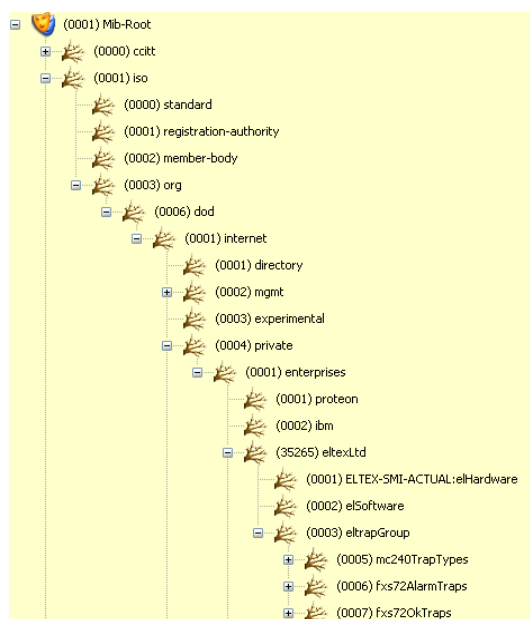 (0001) Mib-Root
(0000) ccitt
(0001) iso
(0000) standard
(0001) registration-authority
(0002) member-body
(0003) org
(0006) dod
(0001) internet
(0001) directory
(0002) mgmt
(0003) experimental
(0004) private
(0001) enterprises
(0001) proteon
(0002) ibm
(35265) eltexLtd
(0001) ELTEX-SMI-ACTUAL:elHardware
(0002) elSoftware
(0003) eltrapGroup
(0005) mc240TrapTypes
(0006) fxs72AlarmTraps
(0007) fxs72OkTraps